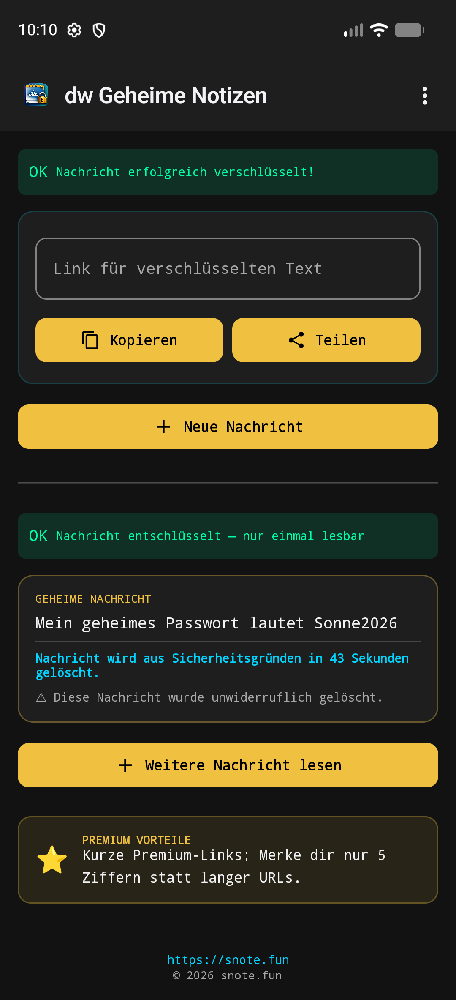 10:10
dw Geheime Notizen
OK Nachricht erfolgreich verschlüsselt!
Link für verschlüsselten Text
Kopieren
Teilen
+ Neue Nachricht
OK Nachricht entschlüsselt — nur einmal lesbar
GEHEIME NACHRICHT
Mein geheimes Passwort lautet Sonne2026
Nachricht wird aus Sicherheitsgründen in 43 Sekunden
gelöscht.
⚠ Diese Nachricht wurde unwiderruflich gelöscht.
+ Weitere Nachricht lesen
PREMIUM VORTEILE
Kurze Premium-Links: Merke dir nur 5
Ziffern statt langer URLs.
https://snote.fun
© 2026 snote.fun